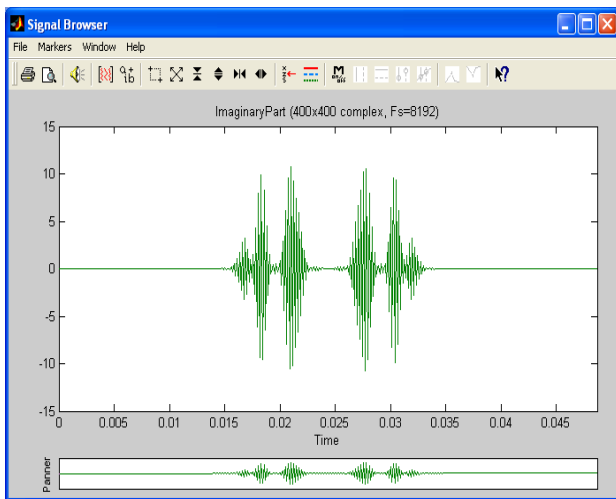 Signal Browser
File Markers Window Help
M
on/off
ImaginaryPart (400x400 complex, Fs=8192)
15
10
5
0
-5
-10
-15
0 0.005 0.01 0.015 0.02 0.025 0.03 0.035 0.04 0.045
Time
Panner